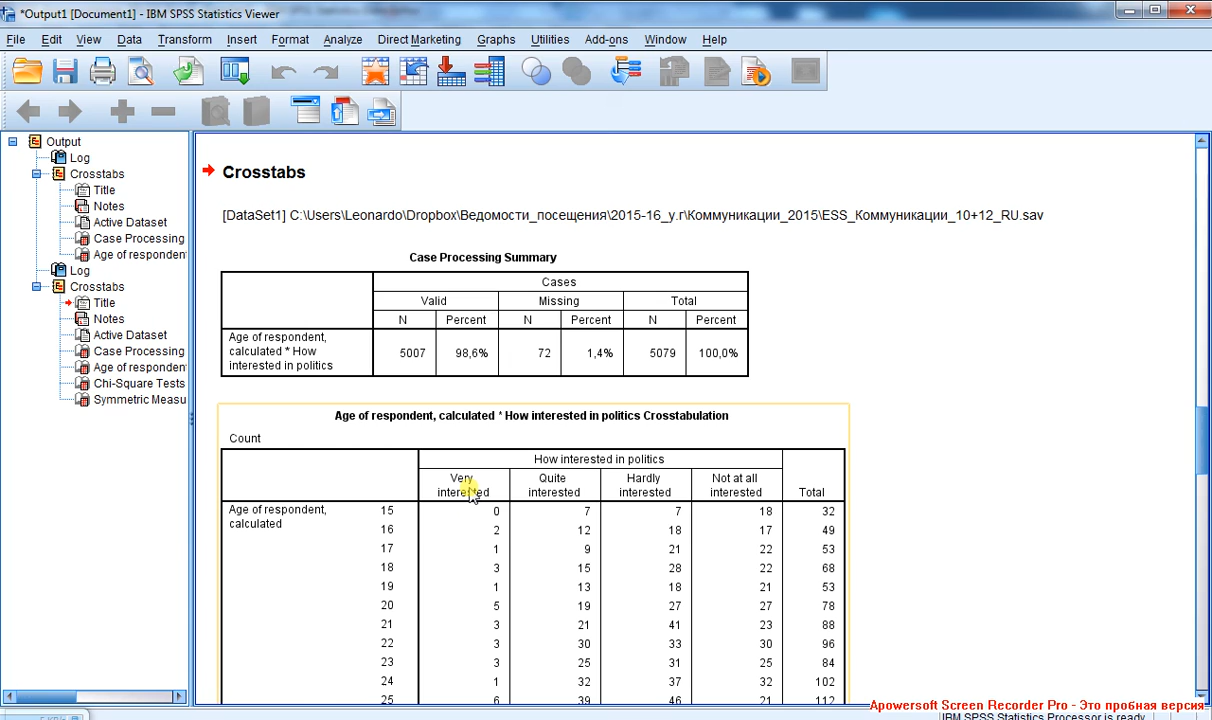 *Output1 [Document1] - IBM SPSS Statistics Viewer
File Edit View Data Transform Insert Format Analyze Direct Marketing Graphs Utilities Add-ons Window Help
Output
Log
Crosstabs
Title
Notes
Active Dataset
Case Processing
Age of responden
Log
Crosstabs
Title
Notes
Active Dataset
Case Processing
Age of responden
Chi-Square Tests
Symmetric Measu
Crosstabs
[DataSet1] C:\Users\Leonardo\Dropbox\Ведомости_посещения\2015-16_у.г\Коммуникации_2015\ESS_Коммуникации_10+12_RU.sav
Case Processing Summary
Cases
Valid Missing Total
N Percent N Percent N Percent
Age of respondent,
calculated * How
interested in politics
5007 98,6% 72 1,4% 5079 100,0%
Age of respondent, calculated * How interested in politics Crosstabulation
Count
How interested in politics
Very interested Quite interested Hardly interested Not at all interested Total
Age of respondent, calculated
15 0 7 7 18 32
16 2 12 18 17 49
17 1 9 21 22 53
18 3 15 28 22 68
19 1 13 18 21 53
20 5 19 27 27 78
21 3 21 41 23 88
22 3 30 33 30 96
23 3 25 31 25 84
24 1 32 37 32 102
25 6 39 46 21 112
Apowersoft Screen Recorder Pro - Это пробная версия
IBM SPSS Statistics Processor is ready